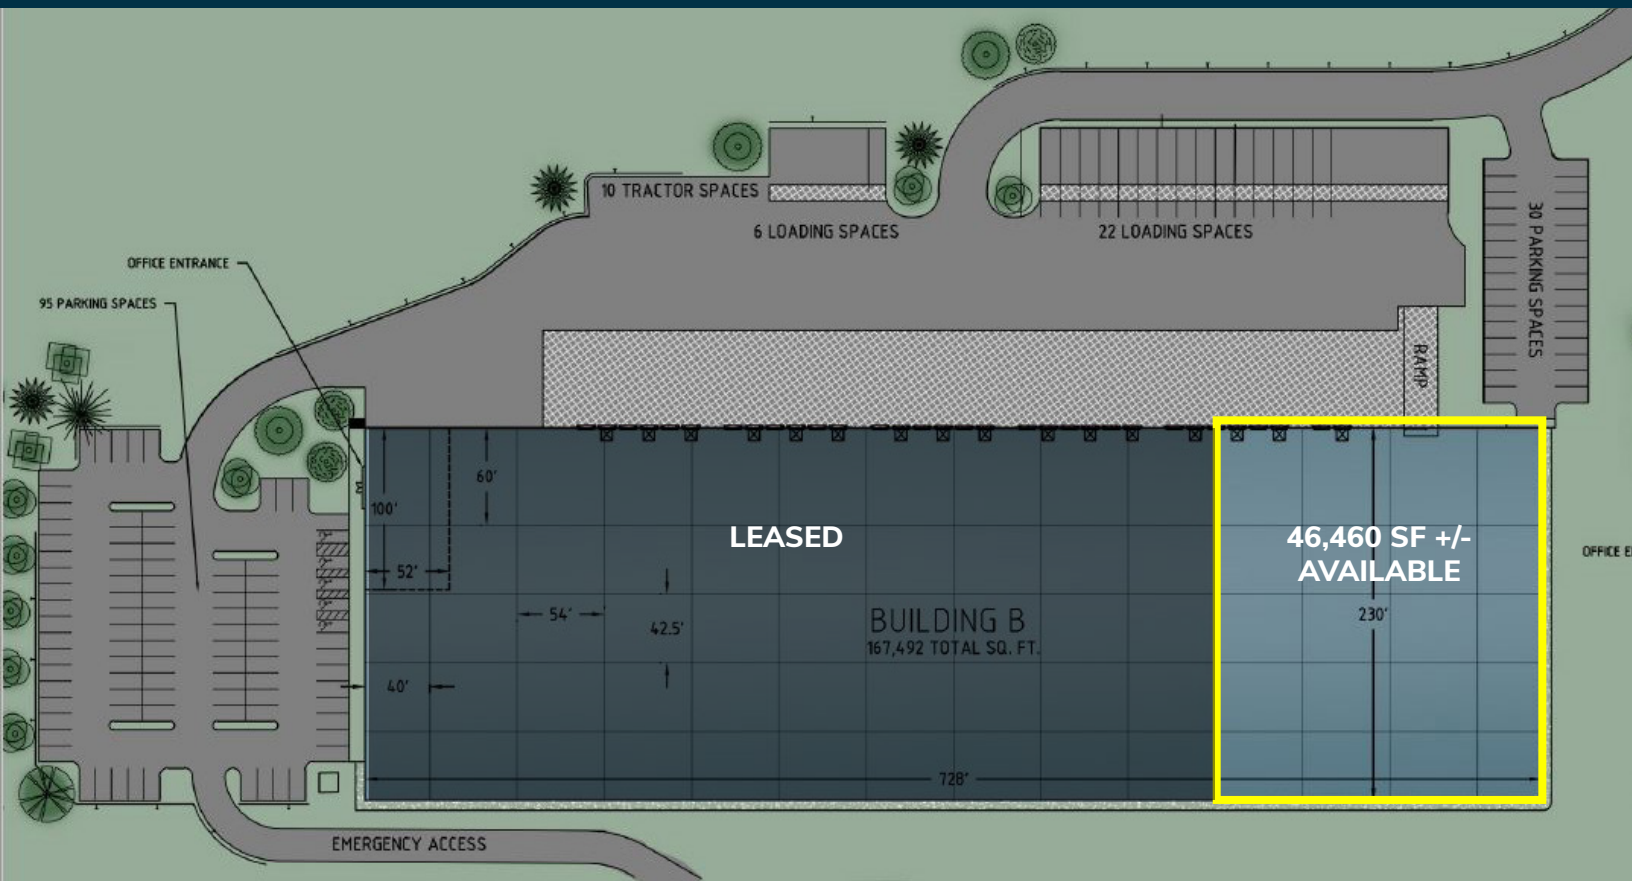 10 TRACTOR SPACES
6 LOADING SPACES
22 LOADING SPACES
30 PARKING SPACES
OFFICE ENTRANCE
95 PARKING SPACES
RAMP
60'
100'
LEASED
46,460 SF +/-
AVAILABLE
OFFICE E
52'
54'
42.5'
BUILDING B
167,492 TOTAL SQ. FT.
230'
40'
728'
EMERGENCY ACCESS